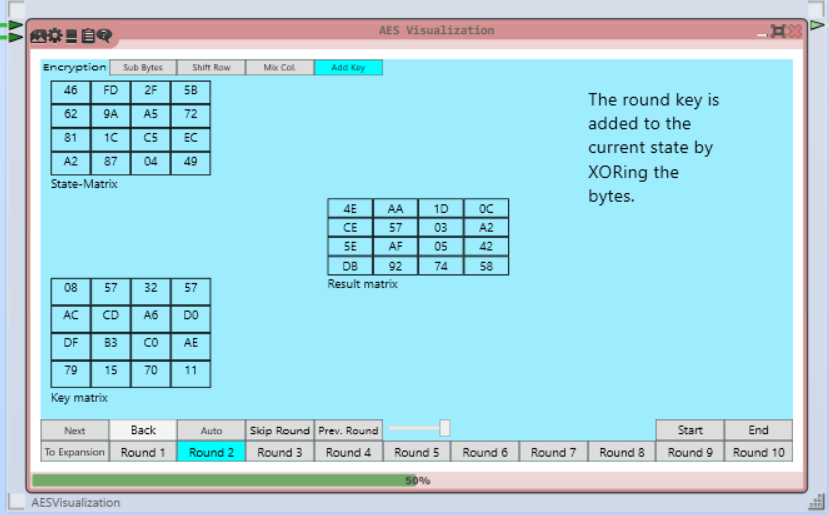 AES Visualization
Encryption Sub Bytes Shift Row Mix Col. Add Key
46 FD 2F 5B
62 9A A5 72
81 1C C5 EC
A2 87 04 49
State-Matrix
The round key is
added to the
current state by
XORing the
bytes.
4E AA 1D 0C
CE 57 03 A2
5E AF 05 42
DB 92 74 58
Result matrix
08 57 32 57
AC CD A6 D0
DF B3 C0 AE
79 15 70 11
Key matrix
Next Back Auto Skip Round Prev. Round Start End
To Expansion Round 1 Round 2 Round 3 Round 4 Round 5 Round 6 Round 7 Round 8 Round 9 Round 10
50%
AESVisualization